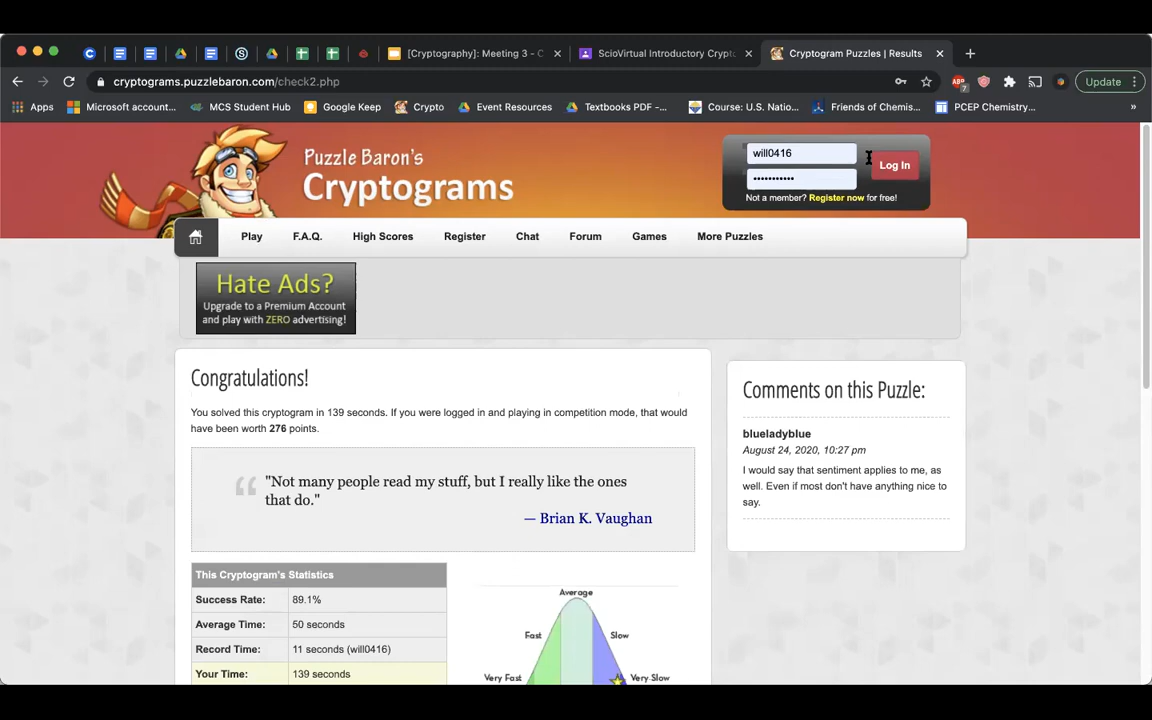 [Cryptography]: Meeting 3 - C
ScioVirtual Introductory Crypto
Cryptogram Puzzles | Results
cryptograms.puzzlebaron.com/check2.php
7
Update
Apps
Microsoft account...
MCS Student Hub
Google Keep
Crypto
Event Resources
Textbooks PDF -...
Course: U.S. Natio...
Friends of Chemis...
PCEP Chemistry...
»
Puzzle Baron's
Cryptograms
will0416
•••••••••••
Log In
Not a member? Register now for free!
Play F.A.Q. High Scores Register Chat Forum Games More Puzzles
Hate Ads?
Upgrade to a Premium Account
and play with ZERO advertising!
Congratulations!
You solved this cryptogram in 139 seconds. If you were logged in and playing in competition mode, that would
have been worth 276 points.
"Not many people read my stuff, but I really like the ones
that do."
— Brian K. Vaughan
This Cryptogram's Statistics
Success Rate: 89.1%
Average Time: 50 seconds
Record Time: 11 seconds (will0416)
Your Time: 139 seconds
Average
Fast
Slow
Very Fast
Very Slow
Comments on this Puzzle:
blueladyblue
August 24, 2020, 10:27 pm
I would say that sentiment applies to me, as
well. Even if most don't have anything nice to
say.